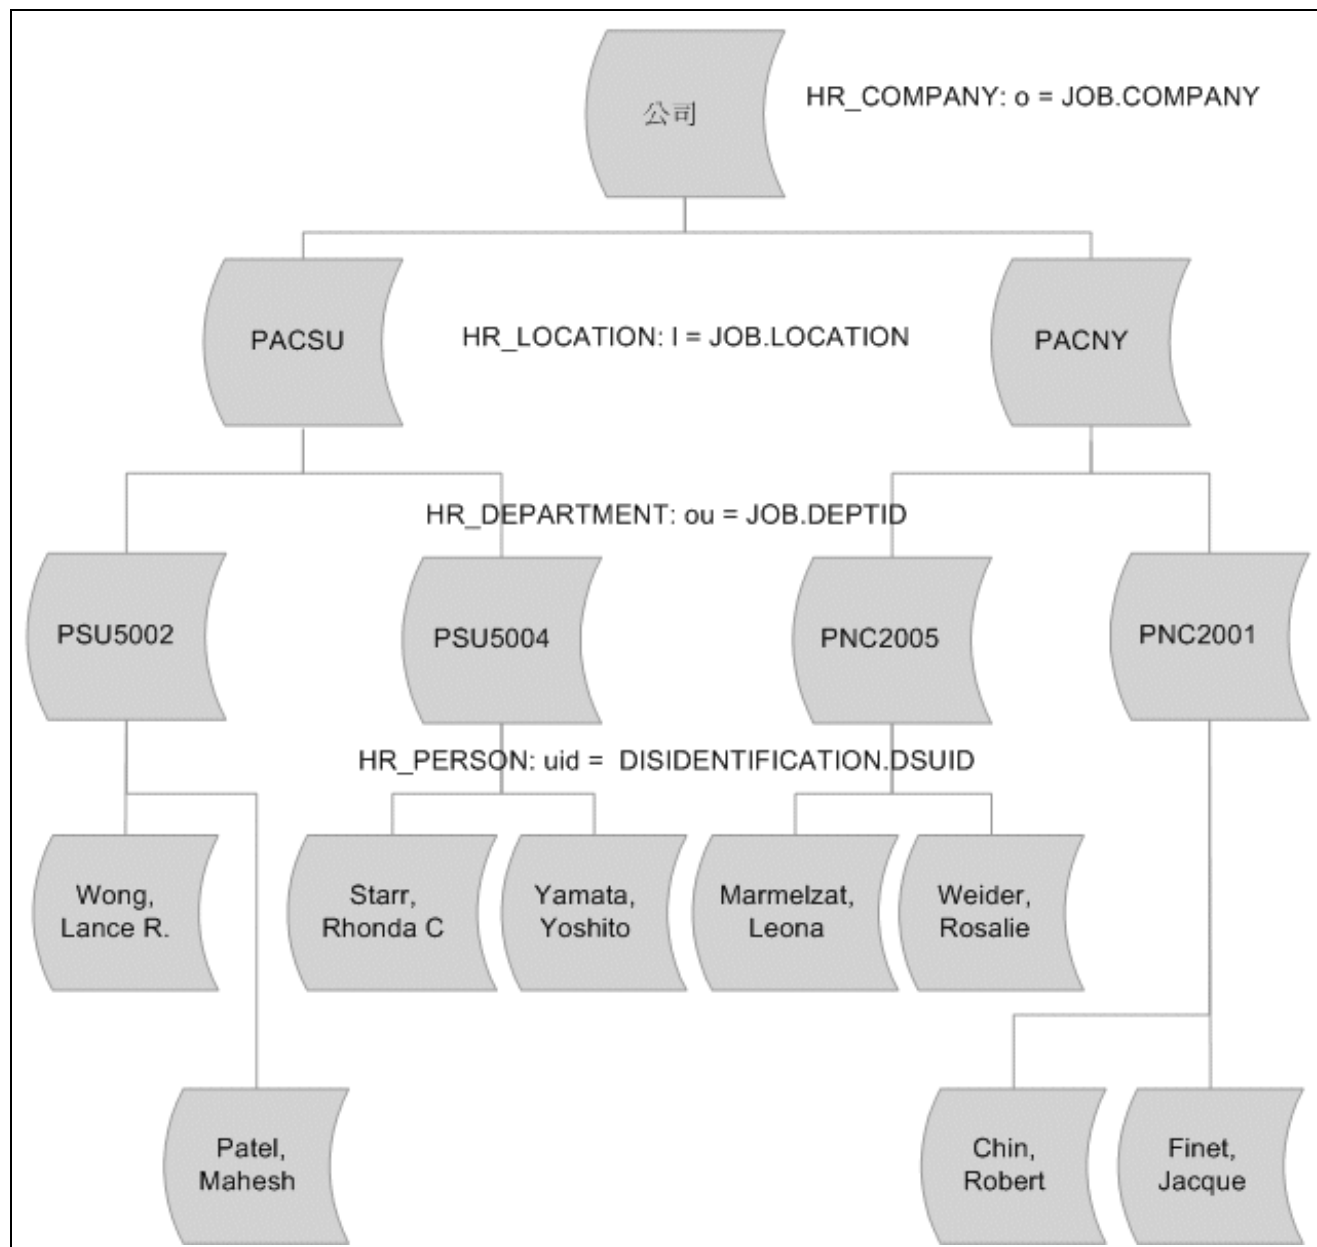 公司
HR_COMPANY: o = JOB.COMPANY
PACSU
HR_LOCATION: l = JOB.LOCATION
PACNY
HR_DEPARTMENT: ou = JOB.DEPTID
PSU5002
PSU5004
PNC2005
PNC2001
HR_PERSON: uid = DISIDENTIFICATION.DSUID
Wong,
Lance R.
Starr,
Rhonda C
Yamata,
Yoshito
Marmelzat,
Leona
Weider,
Rosalie
Patel,
Mahesh
Chin,
Robert
Finet,
Jacque